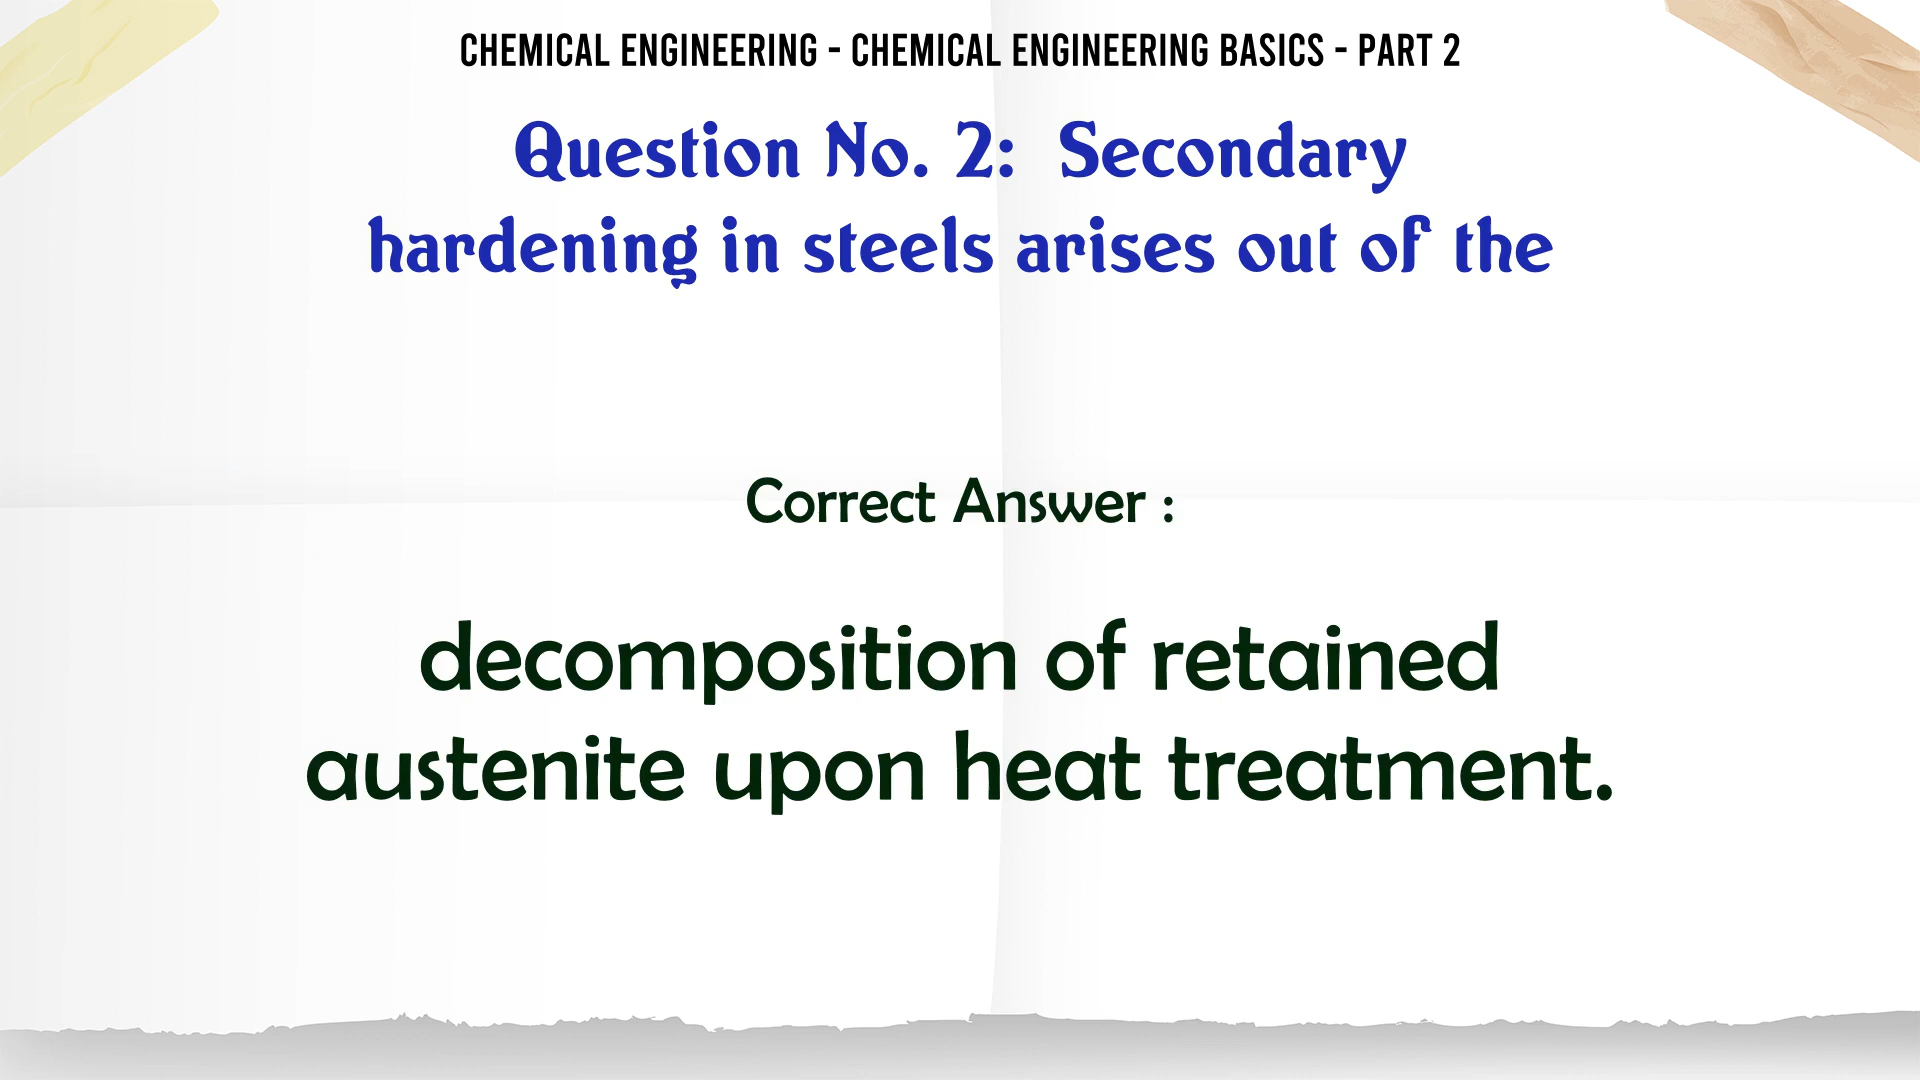 CHEMICAL ENGINEERING - CHEMICAL ENGINEERING BASICS - PART 2
Question No. 2: Secondary
hardening in steels arises out of the
Correct Answer :
decomposition of retained
austenite upon heat treatment.